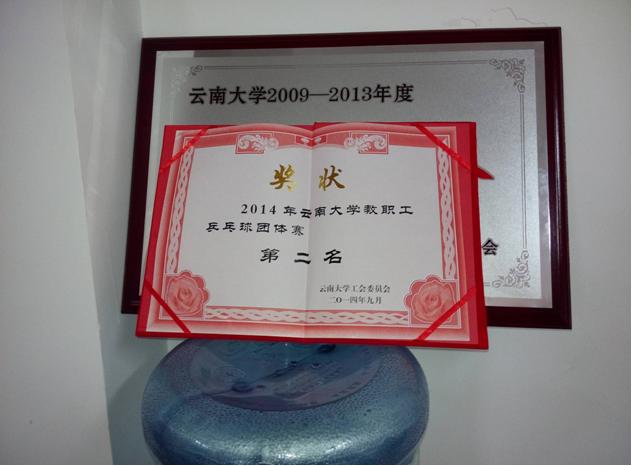 云南大学2009—2013年度
奖状
2014年云南大学教职工
乒乓球团体赛
第二名
云南大学工会委员会
二〇一四年九月
会